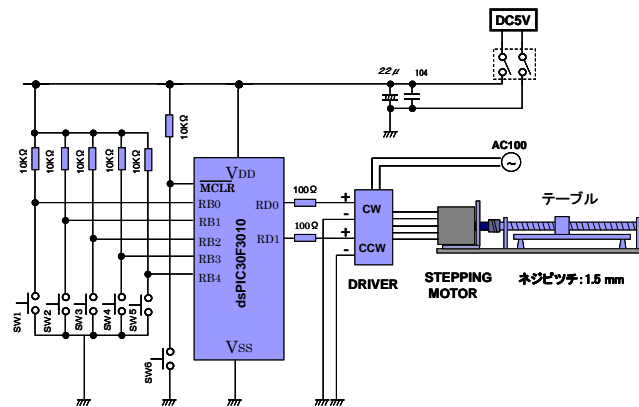 DC5V
22μ
104
10KΩ
10KΩ
10KΩ
10KΩ
10KΩ
10KΩ
AC100
VDD
MCLR
RB0
RB1
RB2
RB3
RB4
RD0
RD1
dsPIC30F3010
VSS
100Ω
100Ω
+
-
+
-
CW
CCW
DRIVER
STEPPING
MOTOR
テーブル
ネジピッチ:1.5 mm
SW1
SW2
SW3
SW4
SW5
SW6